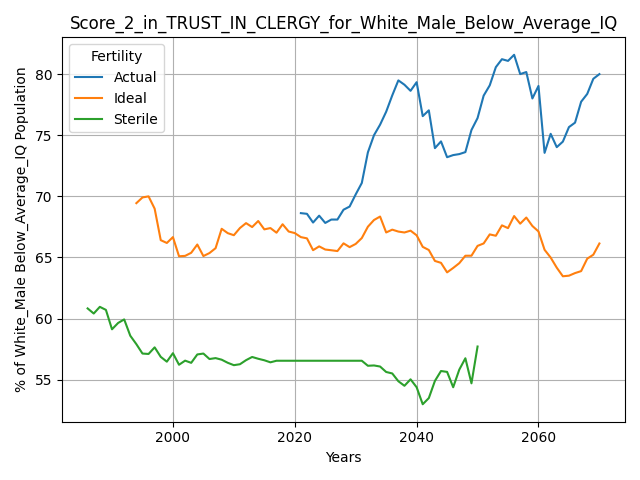 Score_2_in_TRUST_IN_CLERGY_for_White_Male_Below_Average_IQ
Fertility
Actual
Ideal
Sterile
% of White_Male Below_Average_IQ Population
80
75
70
65
60
55
2000
2020
2040
2060
Years